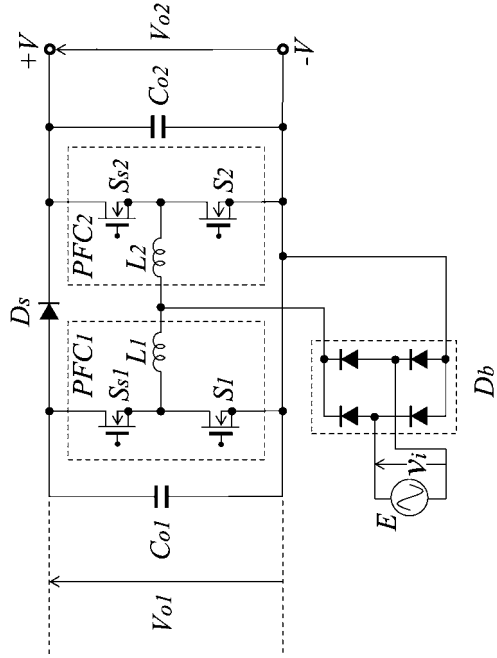 +V
-V
Vo2
Co2
PFC2
Ss2
S2
L2
Ds
PFC1
Ss1
S1
L1
Co1
Vo1
E
vi
Db